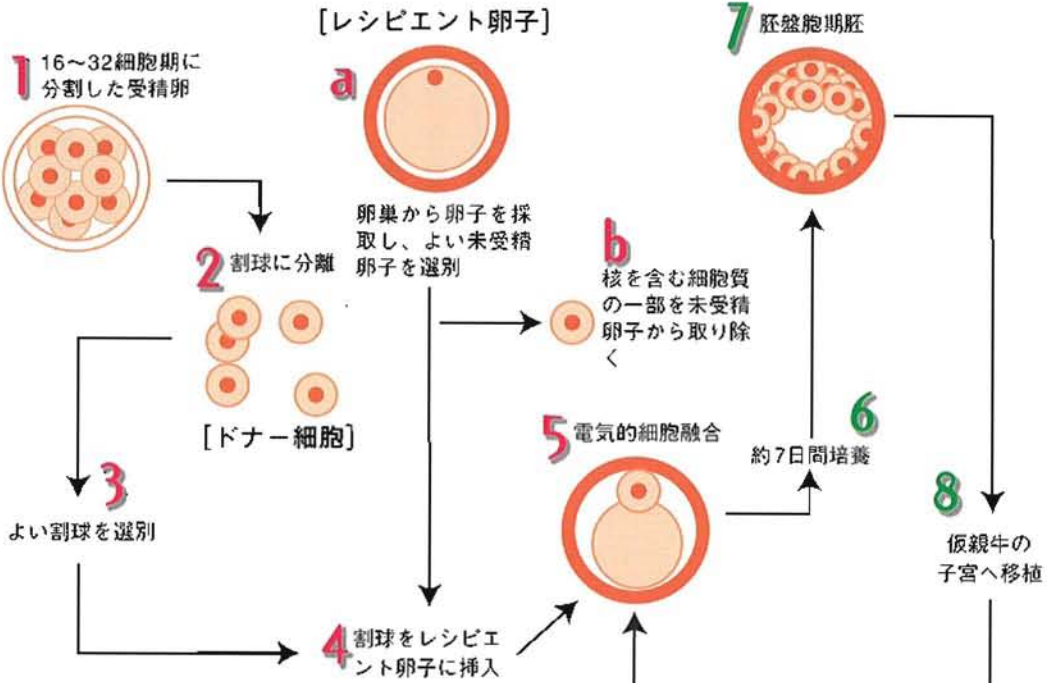 [レシピエント卵子]
7
胚盤胞期胚
1
16～32細胞期に
分割した受精卵
a
卵巣から卵子を採
取し、よい未受精
卵子を選別
b
核を含む細胞質
の一部を未受精
卵子から取り除
く
2
割球に分離
[ドナー細胞]
3
よい割球を選別
4
割球をレシピエ
ント卵子に挿入
5
電気的細胞融合
6
約7日間培養
8
仮親牛の
子宮へ移植